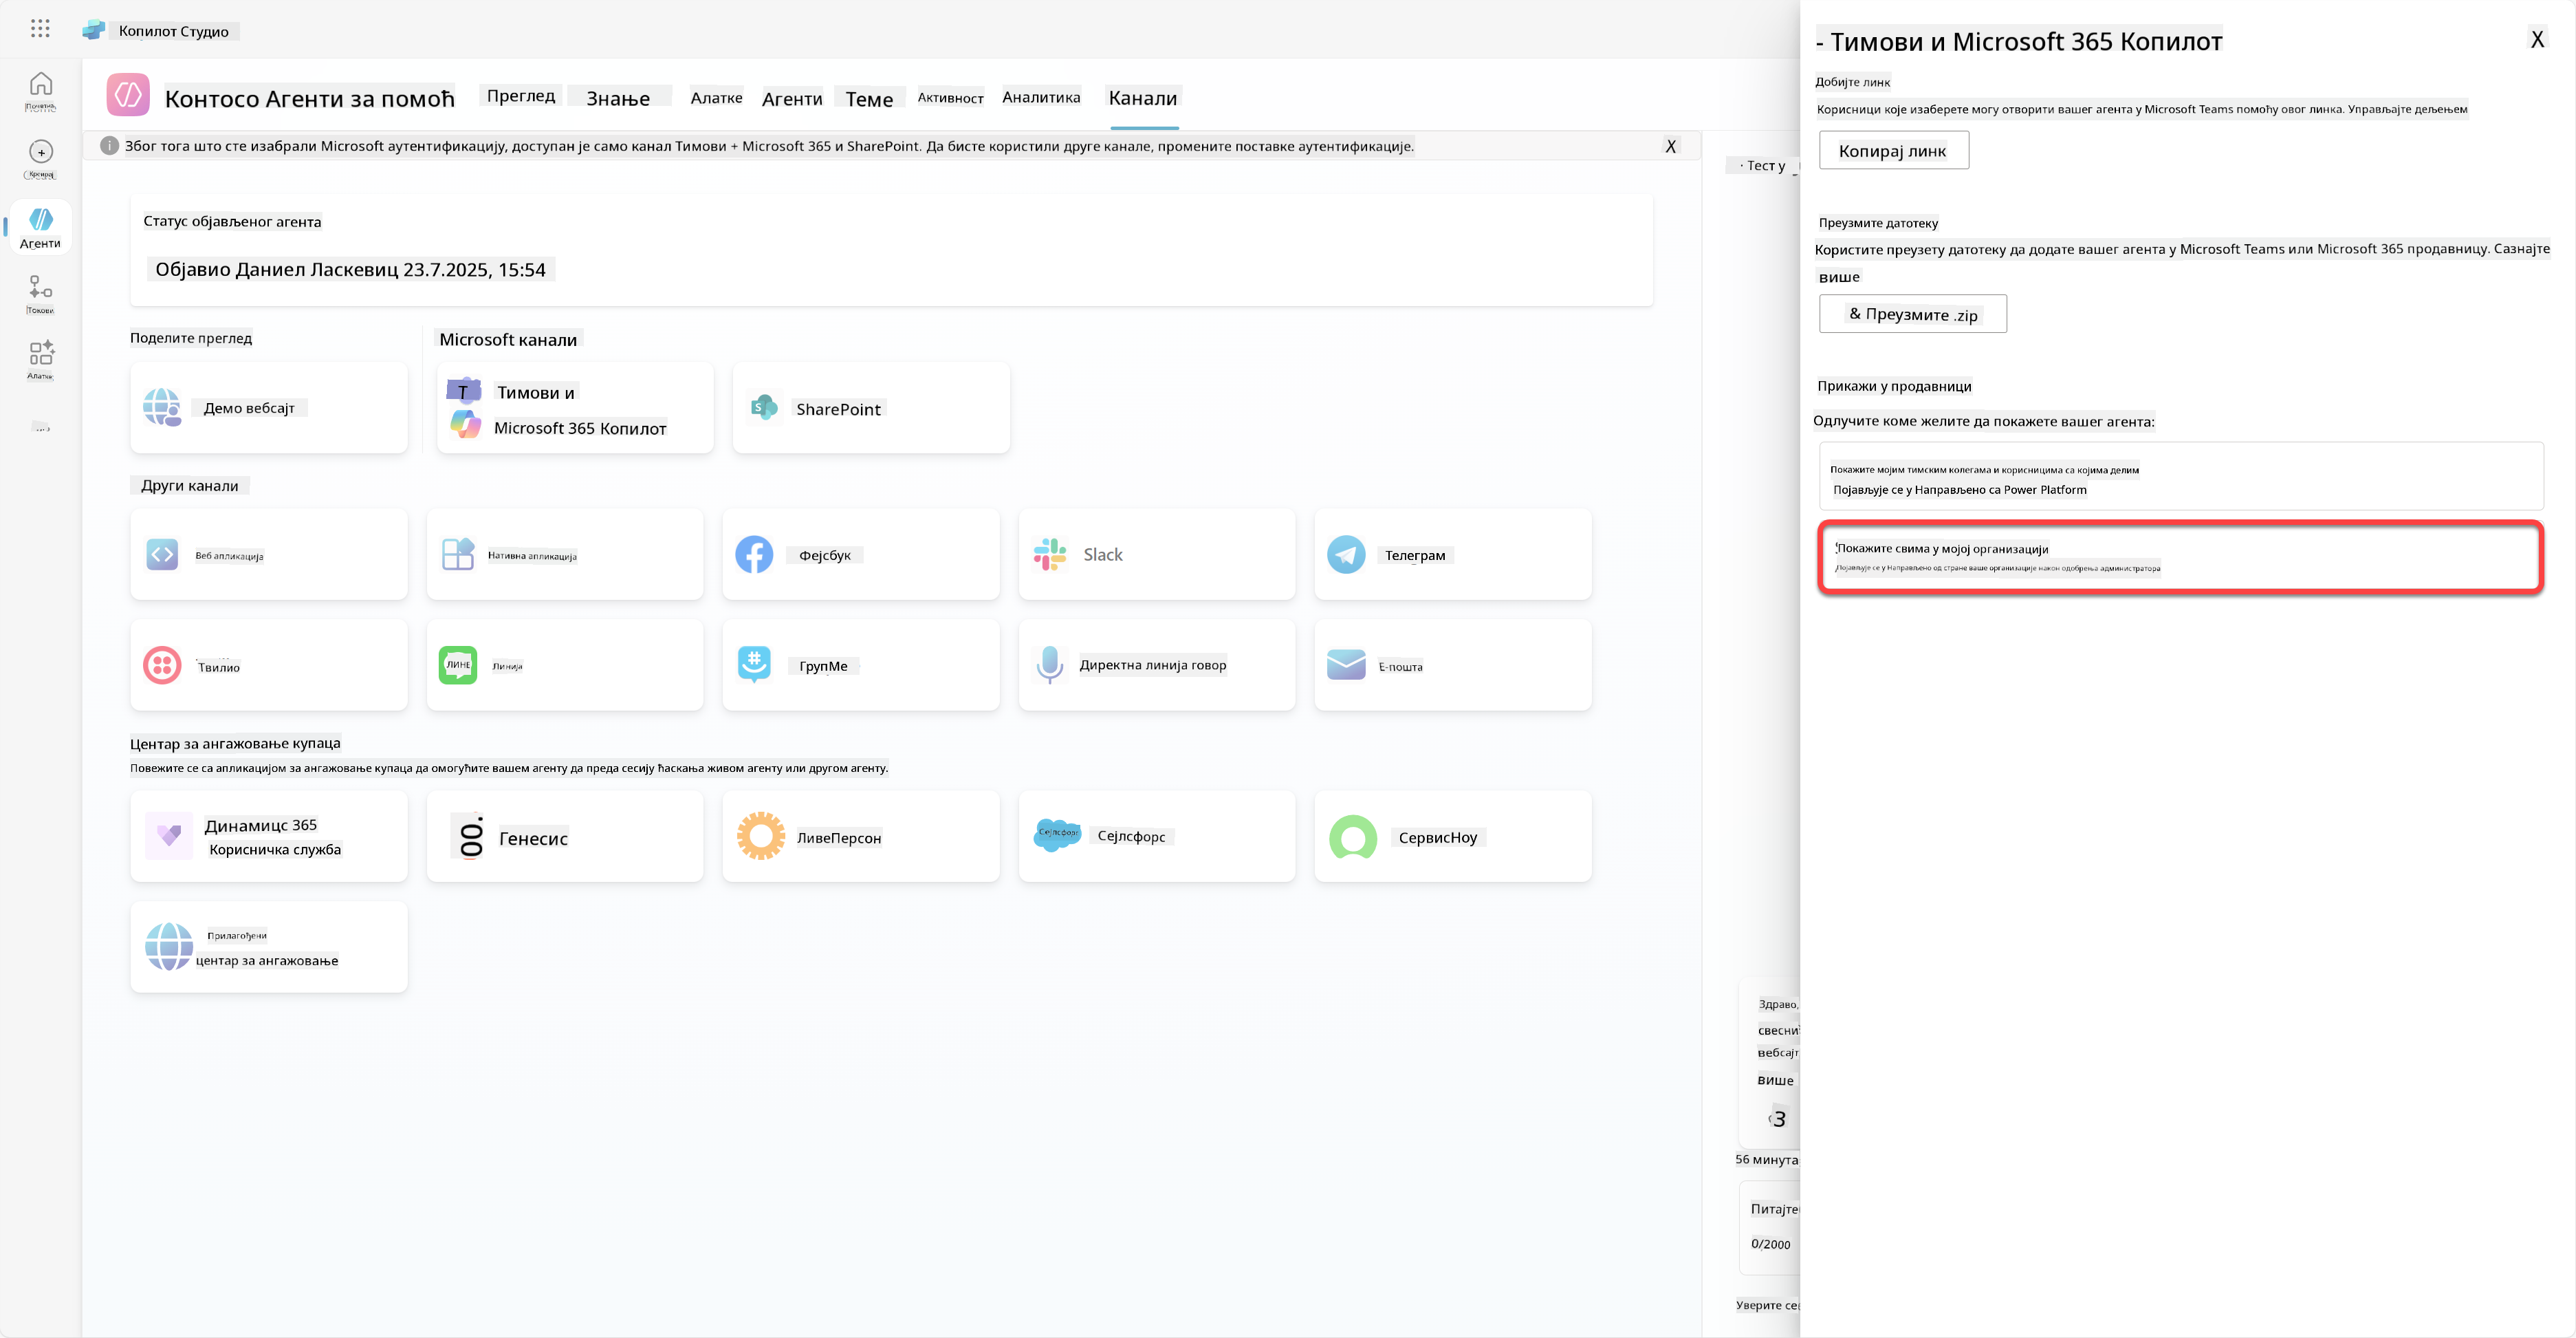 Копилот Студио
Почетна
Креирај
Агенти
Токови
Алатке
Контосо Агенти за помоћ
Преглед
Знање
Алатке
Агенти
Теме
Активност
Аналитика
Канали
Због тога што сте изабрали Microsoft аутентификацију, доступан је само канал Тимови + Microsoft 365 и SharePoint. Да бисте користили друге канале, промените поставке аутентификације.
X
Статус објављеног агента
Објавио Даниел Ласкевиц 23.7.2025, 15:54
Поделите преглед
Microsoft канали
Демо вебсајт
T
Тимови и
Microsoft 365 Копилот
SharePoint
Други канали
Веб апликација
Нативна апликација
Фејсбук
Slack
Телеграм
Твилио
ЛИНЕ
Линија
ГрупМе
Директна линија говор
Е-пошта
Центар за ангажовање купаца
Повежите се са апликацијом за ангажовање купаца да омогућите вашем агенту да преда сесију ћаскања живом агенту или другом агенту.
Динамицс 365
Корисничка служба
Генесис
ЛивеПерсон
Сејлсфорс
Сејлсфорс
СервисНоу
Прилагођени
центар за ангажовање
· Тест у
Здраво,
вебсајт
више
56 минута
Питајте
0/2000
Уверите се
- Тимови и Microsoft 365 Копилот
X
Добијте линк
Корисници које изаберете могу отворити вашег агента у Microsoft Teams помоћу овог линка. Управљајте дељењем
Копирај линк
Преузмите датотеку
Користите преузету датотеку да додате вашег агента у Microsoft Teams или Microsoft 365 продавницу. Сазнајте
више
& Преузмите .zip
Прикажи у продавници
Одлучите коме желите да покажете вашег агента:
Покажите мојим тимским колегама и корисницима са којима делим
Појављује се у Направљено са Power Platform
Покажите свима у мојој организацији
Појављује се у Направљено од стране ваше организације након одобрења администратора